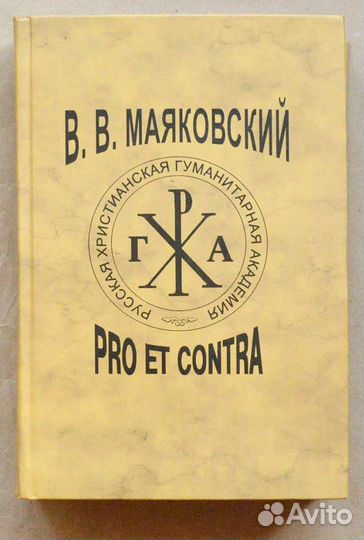 В. В. МАЯКОВСКИЙ
РУССКАЯ ХРИСТИАНСКАЯ ГУМАНИТАРНАЯ АКАДЕМИЯ
Р
Г Х А
PRO ET CONTRA
Avito